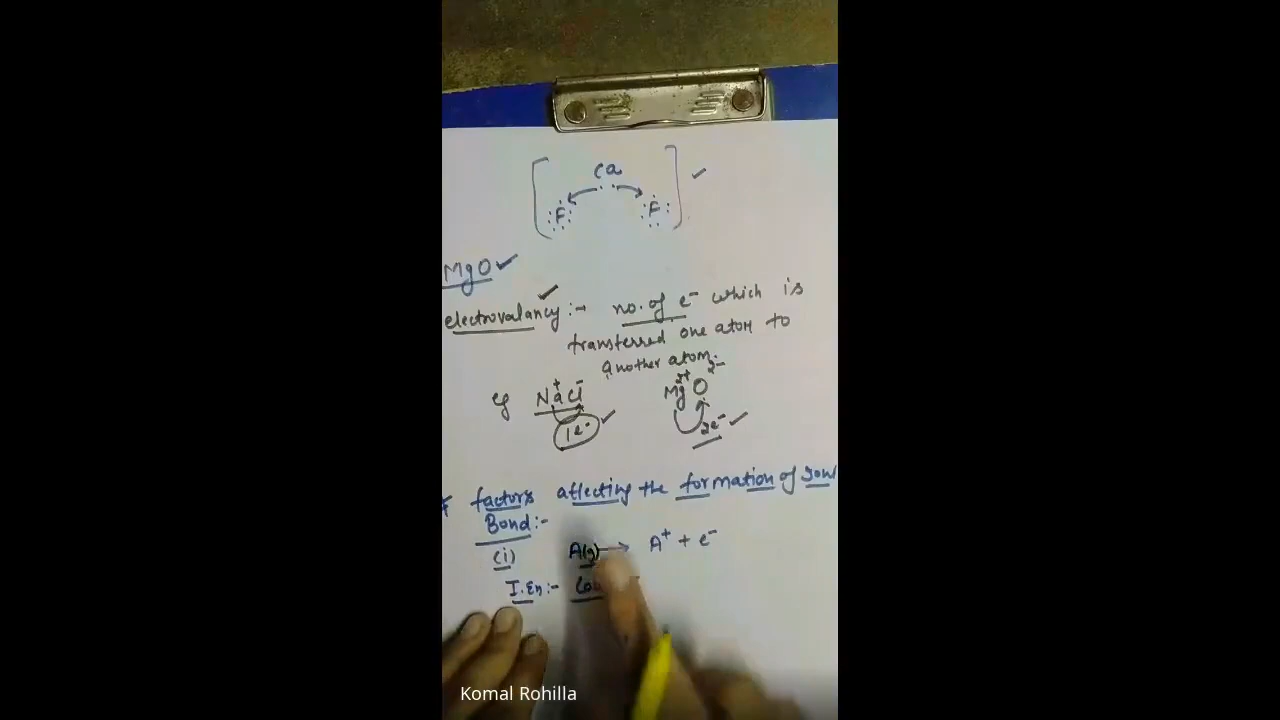 Ca
:F: :F:
MgO
electrovalancy:→ no. of e⁻ which is
transferred one atom to
another atom.
eg Na⁺Cl⁻ Mg²⁺O²⁻
1e⁻ 2e⁻
* factors affecting the formation of
Bond:-
(i) A(g) → A⁺ + e⁻
I.En:-
Komal Rohilla